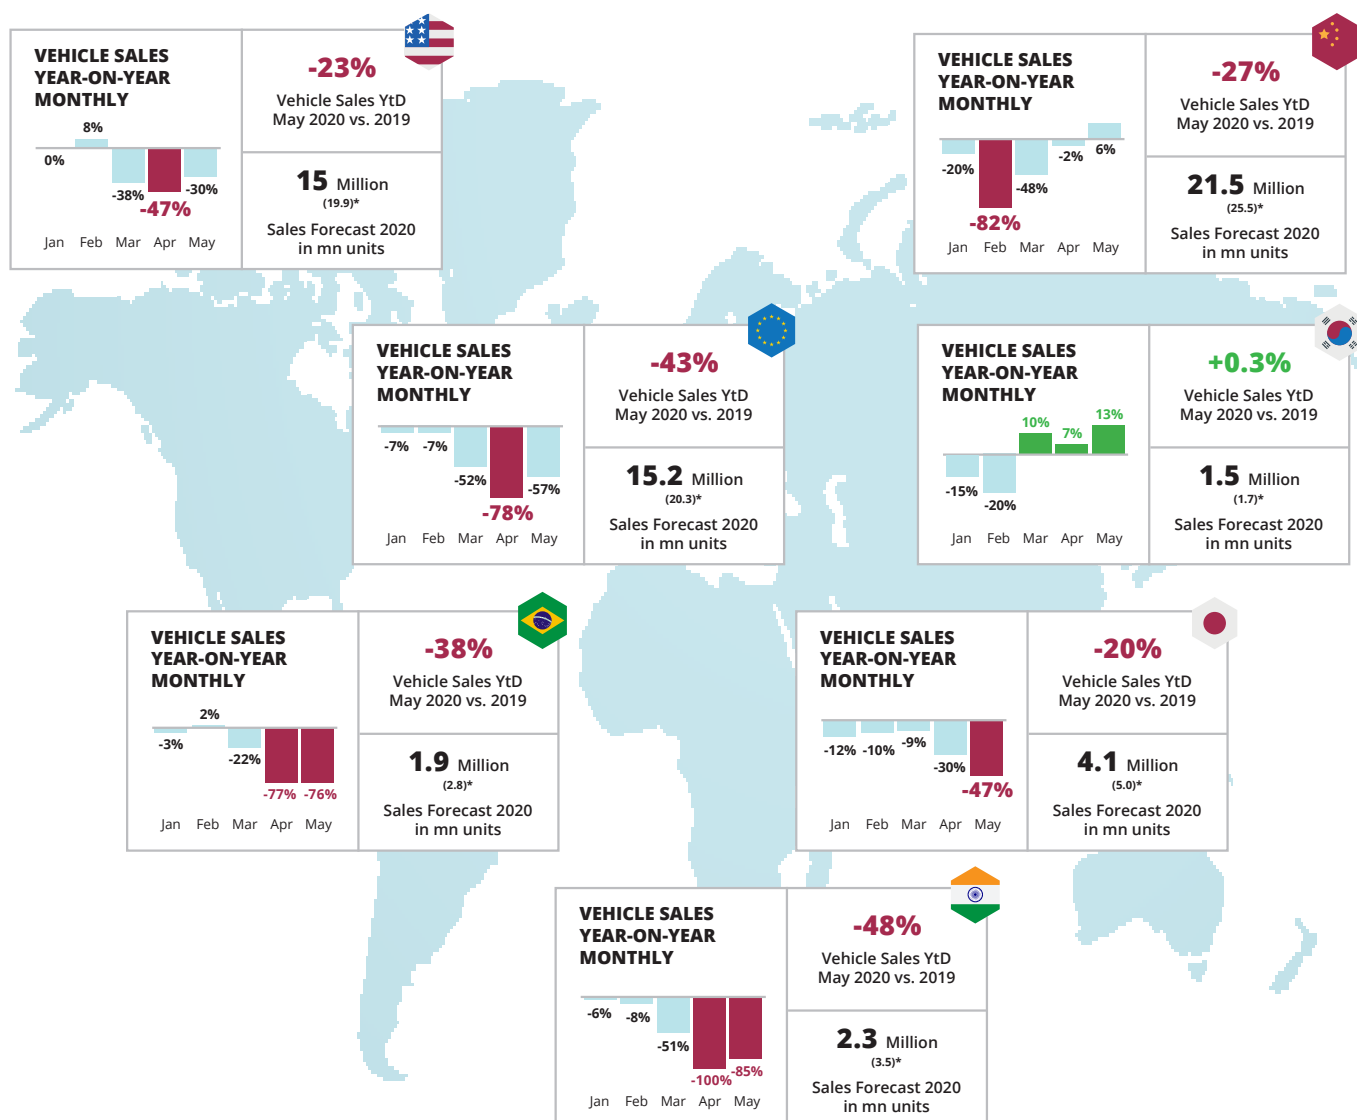 VEHICLE SALES
YEAR-ON-YEAR
MONTHLY
8%
0%
-38%
-47%
-30%
Jan Feb Mar Apr May
-23%
Vehicle Sales YtD
May 2020 vs. 2019
15 Million
(19.9)*
Sales Forecast 2020
in mn units
VEHICLE SALES
YEAR-ON-YEAR
MONTHLY
-20%
-82%
-48%
-2%
6%
Jan Feb Mar Apr May
-27%
Vehicle Sales YtD
May 2020 vs. 2019
21.5 Million
(25.5)*
Sales Forecast 2020
in mn units
VEHICLE SALES
YEAR-ON-YEAR
MONTHLY
-7% -7%
-52%
-78%
-57%
Jan Feb Mar Apr May
-43%
Vehicle Sales YtD
May 2020 vs. 2019
15.2 Million
(20.3)*
Sales Forecast 2020
in mn units
VEHICLE SALES
YEAR-ON-YEAR
MONTHLY
-15%
-20%
10%
7%
13%
Jan Feb Mar Apr May
+0.3%
Vehicle Sales YtD
May 2020 vs. 2019
1.5 Million
(1.7)*
Sales Forecast 2020
in mn units
VEHICLE SALES
YEAR-ON-YEAR
MONTHLY
2%
-3%
-22%
-77% -76%
Jan Feb Mar Apr May
-38%
Vehicle Sales YtD
May 2020 vs. 2019
1.9 Million
(2.8)*
Sales Forecast 2020
in mn units
VEHICLE SALES
YEAR-ON-YEAR
MONTHLY
-12% -10% -9%
-30%
-47%
Jan Feb Mar Apr May
-20%
Vehicle Sales YtD
May 2020 vs. 2019
4.1 Million
(5.0)*
Sales Forecast 2020
in mn units
VEHICLE SALES
YEAR-ON-YEAR
MONTHLY
-6% -8%
-51%
-100% -85%
Jan Feb Mar Apr May
-48%
Vehicle Sales YtD
May 2020 vs. 2019
2.3 Million
(3.5)*
Sales Forecast 2020
in mn units